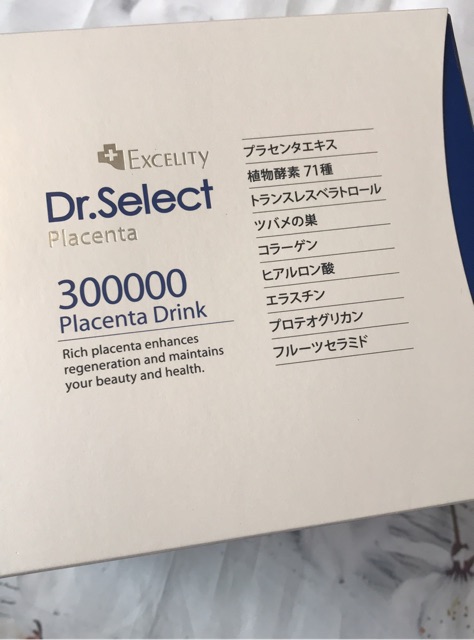 EXCELITY
Dr.Select
Placenta
300000
Placenta Drink
Rich placenta enhances
regeneration and maintains
your beauty and health.
プラセンタエキス
植物酵素 71種
トランスレスベラトロール
ツバメの巣
コラーゲン
ヒアルロン酸
エラスチン
プロテオグリカン
フルーツセラミド